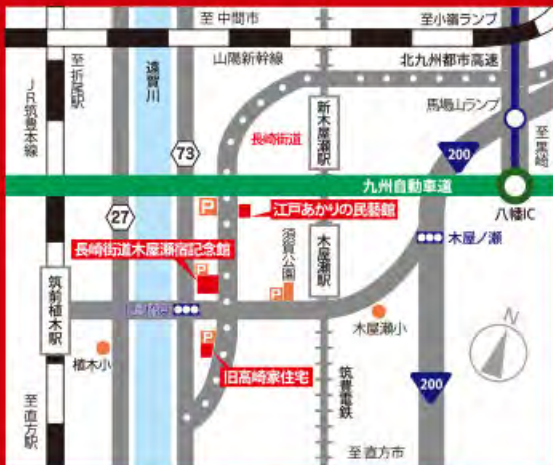 至中間市
至小嶺ランプ
山陽新幹線
北九州都市高速
至折尾駅
JR筑豊本線
遠賀川
馬場山ランプ
新木屋瀬駅
長崎街道
至黒崎
73
200
九州自動車道
八幡IC
P
江戸あかりの民藝館
27
木屋ノ瀬
長崎街道木屋瀬宿記念館
須賀公園
木屋瀬駅
P
P
筑前植木駅
N
植木小
木屋瀬小
P
旧高崎家住宅
200
筑豊電鉄
至直方駅
至直方市